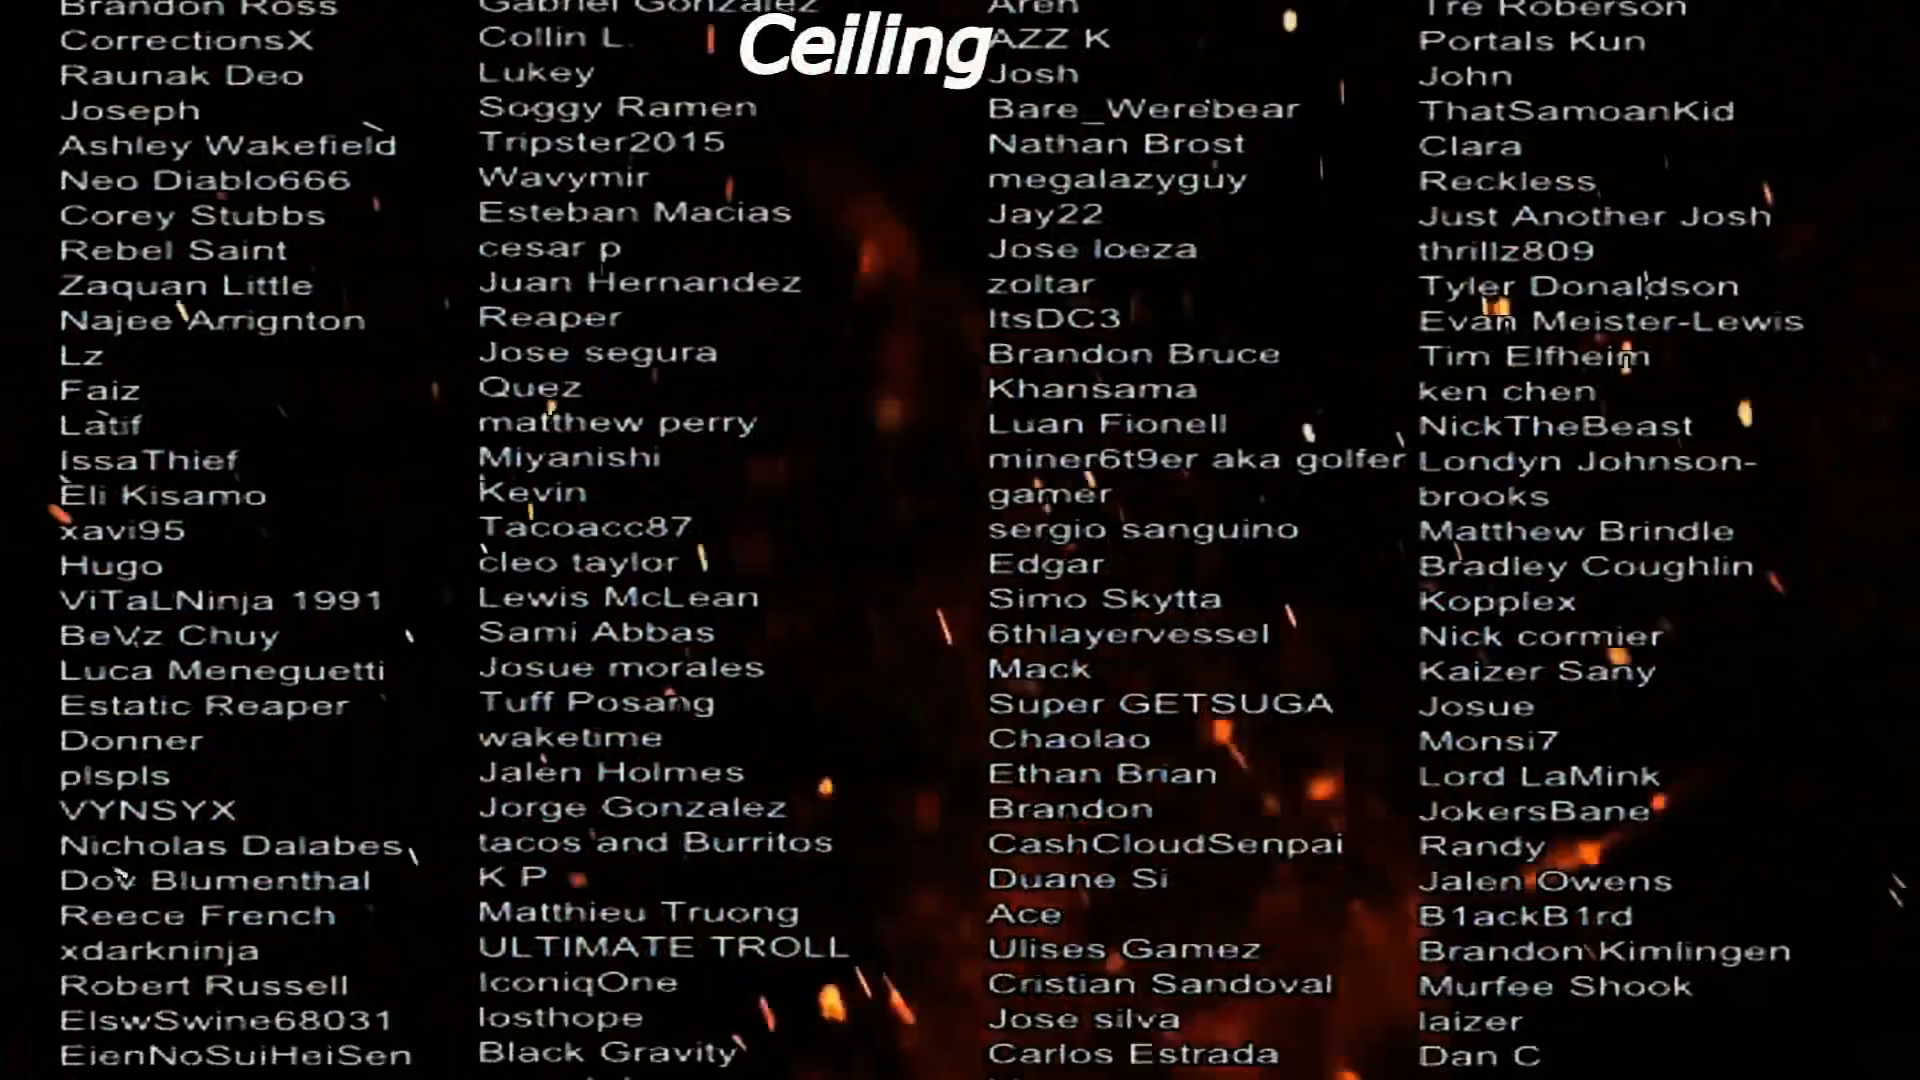 Ceiling
Brandon Ross
CorrectionsX
Raunak Deo
Joseph
Ashley Wakefield
Neo Diablo666
Corey Stubbs
Rebel Saint
Zaquan Little
Najee Arrignton
Lz
Faiz
Latif
IssaThief
Eli Kisamo
xavi95
Hugo
ViTaLNinja 1991
BeVz Chuy
Luca Meneguetti
Estatic Reaper
Donner
plspls
VYNSYX
Nicholas Dalabes
Dov Blumenthal
Reece French
xdarkninja
Robert Russell
ElswSwine68031
EienNoSuiHeiSen
Gabriel Gonzalez
Collin L.
Lukey
Soggy Ramen
Tripster2015
Wavymir
Esteban Macias
cesar p
Juan Hernandez
Reaper
Jose segura
Quez
matthew perry
Miyanishi
Kevin
Tacoacc87
cleo taylor
Lewis McLean
Sami Abbas
Josue morales
Tuff Posang
waketime
Jalen Holmes
Jorge Gonzalez
tacos and Burritos
K P
Matthieu Truong
ULTIMATE TROLL
IconiqOne
losthope
Black Gravity
Aren
AZZ K
Josh
Bare_Werebear
Nathan Brost
megalazyguy
Jay22
Jose loeza
zoltar
ItsDC3
Brandon Bruce
Khansama
Luan Fionell
miner6t9er aka golfer
gamer
sergio sanguino
Edgar
Simo Skytta
6thlayervessel
Mack
Super GETSUGA
Chaolao
Ethan Brian
Brandon
CashCloudSenpai
Duane Si
Ace
Ulises Gamez
Cristian Sandoval
Jose silva
Carlos Estrada
Tre Roberson
Portals Kun
John
ThatSamoanKid
Clara
Reckless
Just Another Josh
thrillz809
Tyler Donaldson
Evan Meister-Lewis
Tim Elfheim
ken chen
NickTheBeast
Londyn Johnson-
brooks
Matthew Brindle
Bradley Coughlin
Kopplex
Nick cormier
Kaizer Sany
Josue
Monsi7
Lord LaMink
JokersBane
Randy
Jalen Owens
B1ackB1rd
Brandon Kimlingen
Murfee Shook
laizer
Dan C